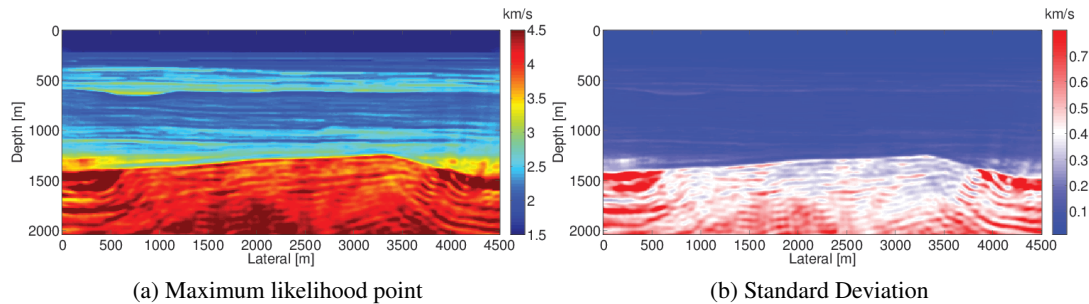 km/s
0
500
1000
1500
2000
Depth [m]
0 500 1000 1500 2000 2500 3000 3500 4000 4500
Lateral [m]
4.5
4
3.5
3
2.5
2
1.5
(a) Maximum likelihood point
km/s
0
500
1000
1500
2000
Depth [m]
0 500 1000 1500 2000 2500 3000 3500 4000 4500
Lateral [m]
0.7
0.6
0.5
0.4
0.3
0.2
0.1
(b) Standard Deviation